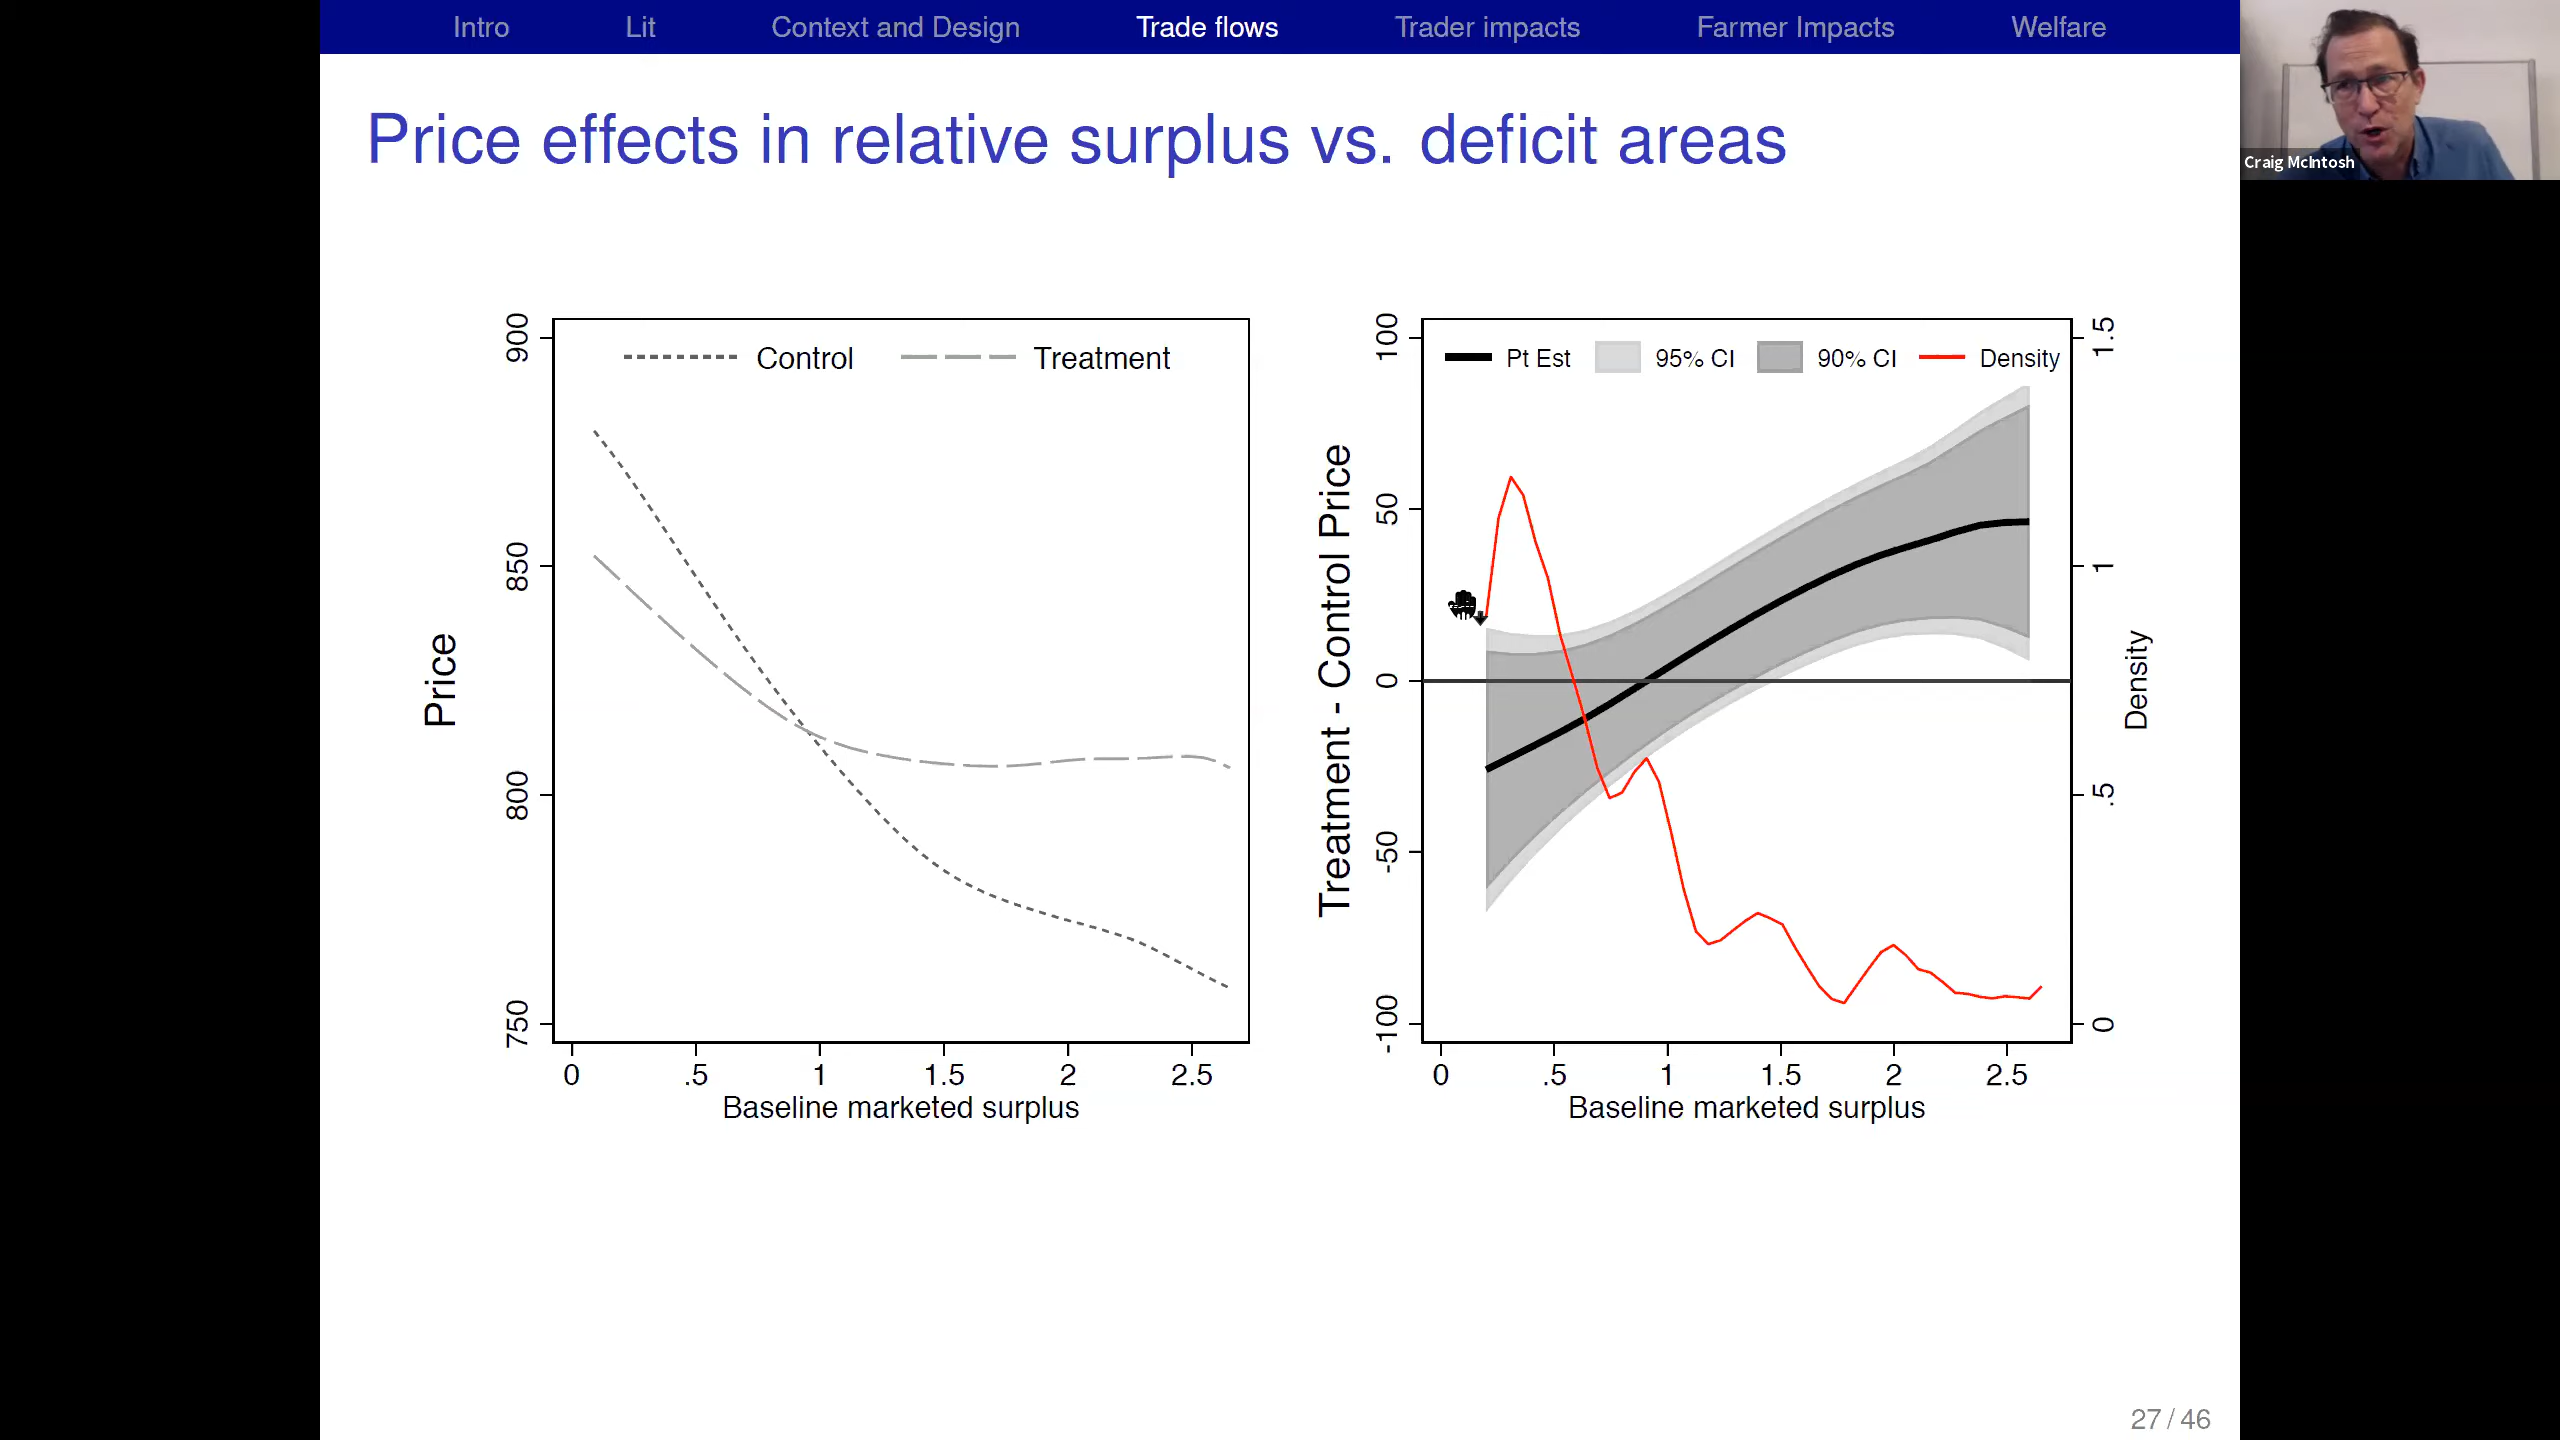 Intro Lit Context and Design Trade flows Trader impacts Farmer Impacts Welfare
Craig McIntosh
Price effects in relative surplus vs. deficit areas
Control Treatment
Price
900
850
800
750
0 .5 1 1.5 2 2.5
Baseline marketed surplus
Pt Est 95% CI 90% CI Density
Treatment - Control Price
100
50
0
-50
-100
1.5
1
.5
0
Density
0 .5 1 1.5 2 2.5
Baseline marketed surplus
27 / 46